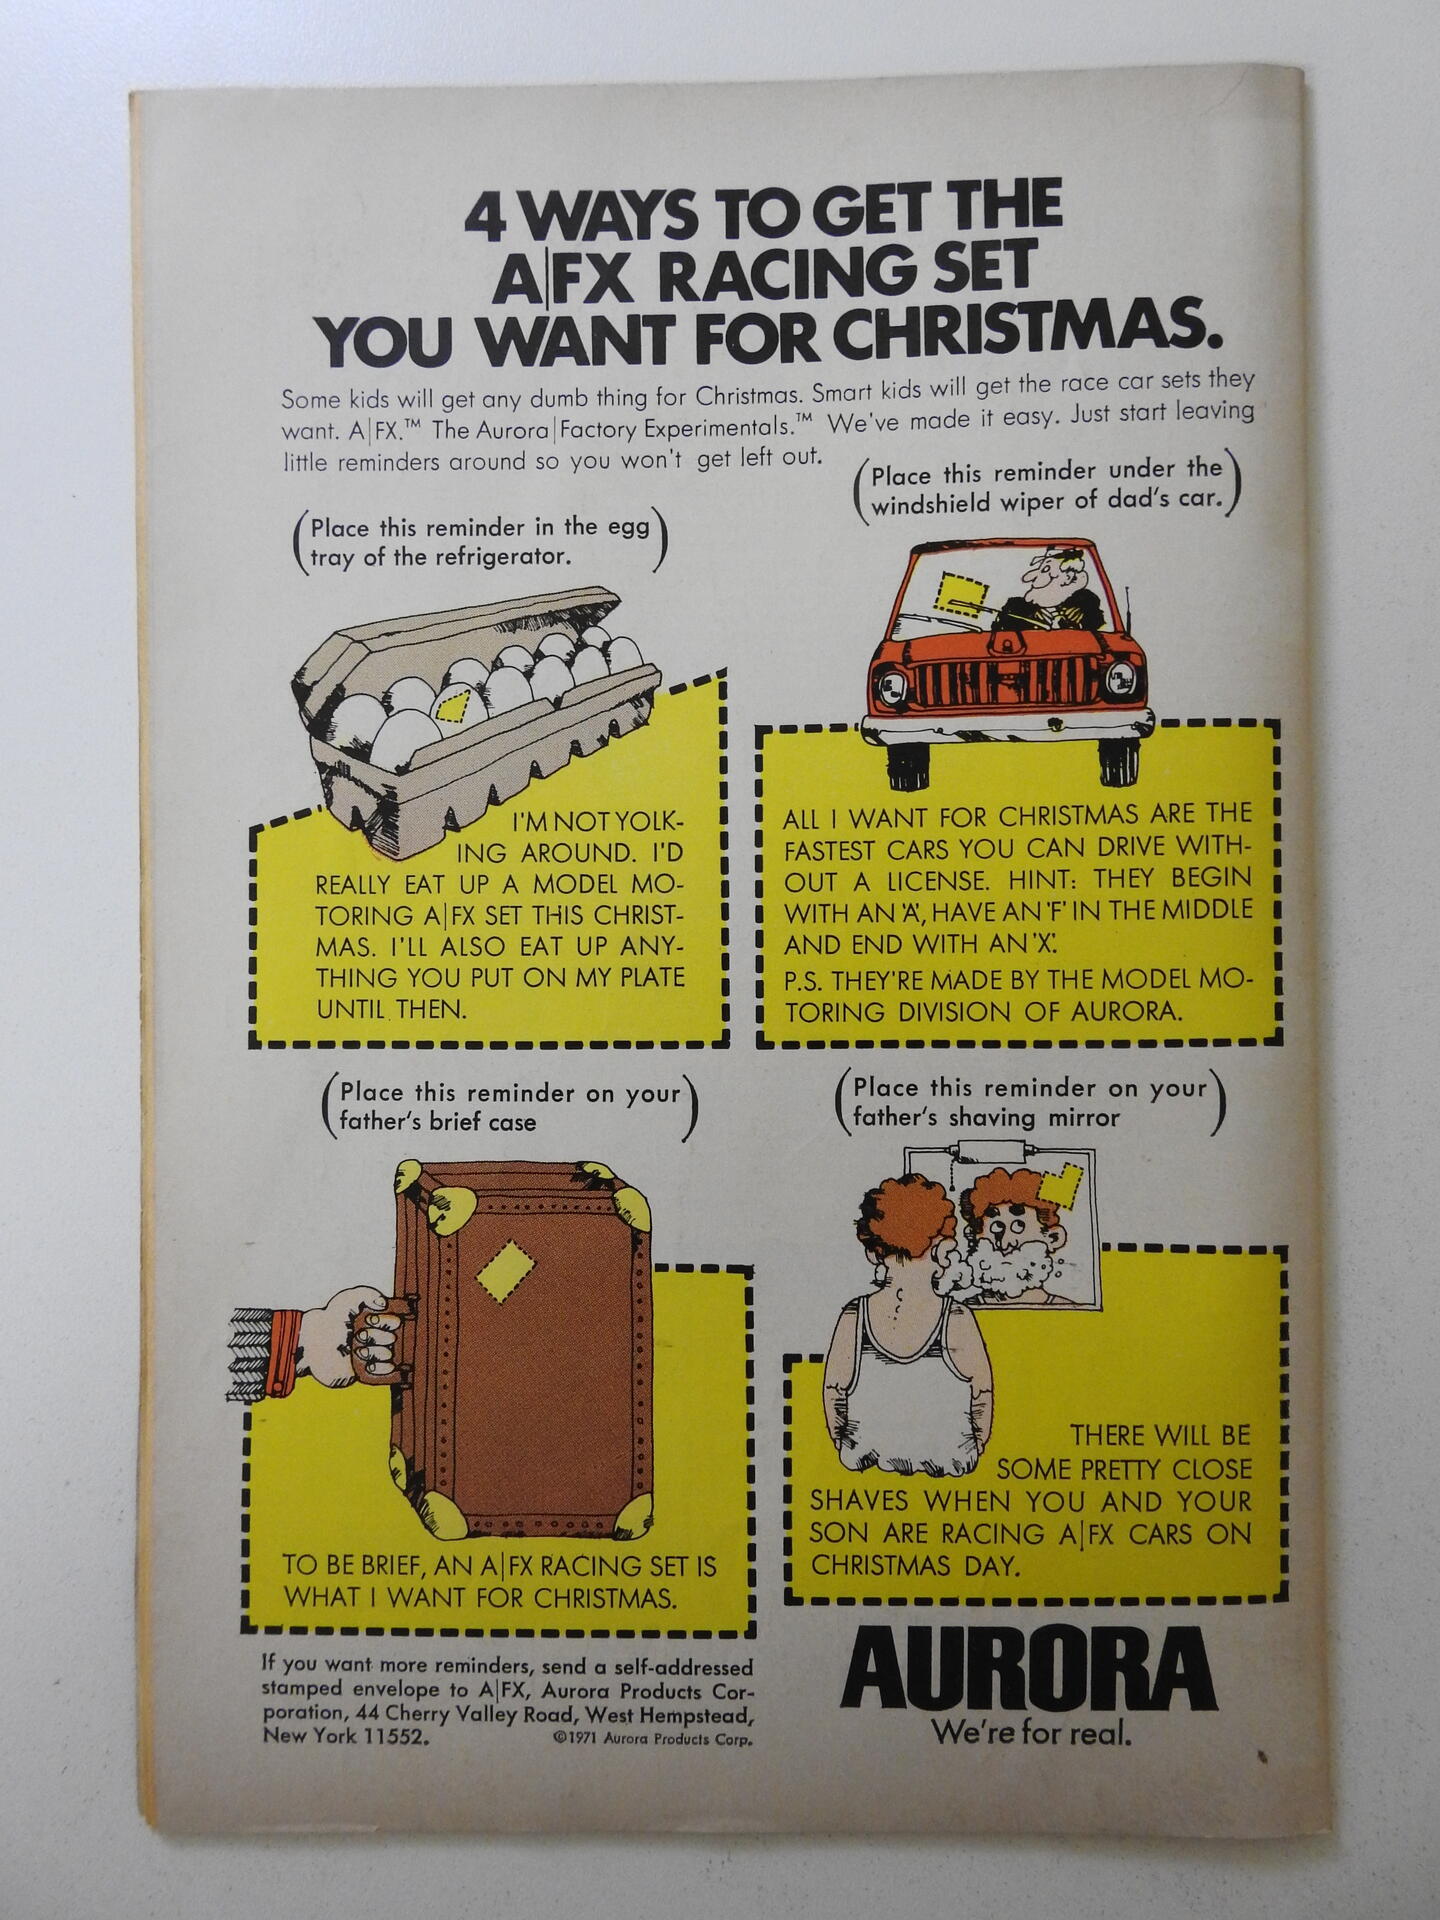 4 WAYS TO GET THE
A|FX RACING SET
YOU WANT FOR CHRISTMAS.
Some kids will get any dumb thing for Christmas. Smart kids will get the race car sets they
want. A|FX.™ The Aurora|Factory Experimentals.™ We've made it easy. Just start leaving
little reminders around so you won't get left out.
(Place this reminder in the egg
tray of the refrigerator.)
I'M NOT YOLK-
ING AROUND. I'D
REALLY EAT UP A MODEL MO-
TORING A|FX SET THIS CHRIST-
MAS. I'LL ALSO EAT UP ANY-
THING YOU PUT ON MY PLATE
UNTIL THEN.
(Place this reminder under the
windshield wiper of dad's car.)
ALL I WANT FOR CHRISTMAS ARE THE
FASTEST CARS YOU CAN DRIVE WITH-
OUT A LICENSE. HINT: THEY BEGIN
WITH AN 'A', HAVE AN 'F' IN THE MIDDLE
AND END WITH AN 'X'.
P.S. THEY'RE MADE BY THE MODEL MO-
TORING DIVISION OF AURORA.
(Place this reminder on your
father's brief case)
TO BE BRIEF, AN A|FX RACING SET IS
WHAT I WANT FOR CHRISTMAS.
(Place this reminder on your
father's shaving mirror)
THERE WILL BE
SOME PRETTY CLOSE
SHAVES WHEN YOU AND YOUR
SON ARE RACING A|FX CARS ON
CHRISTMAS DAY.
If you want more reminders, send a self-addressed
stamped envelope to A|FX, Aurora Products Cor-
poration, 44 Cherry Valley Road, West Hempstead,
New York 11552. ©1971 Aurora Products Corp.
AURORA
We're for real.